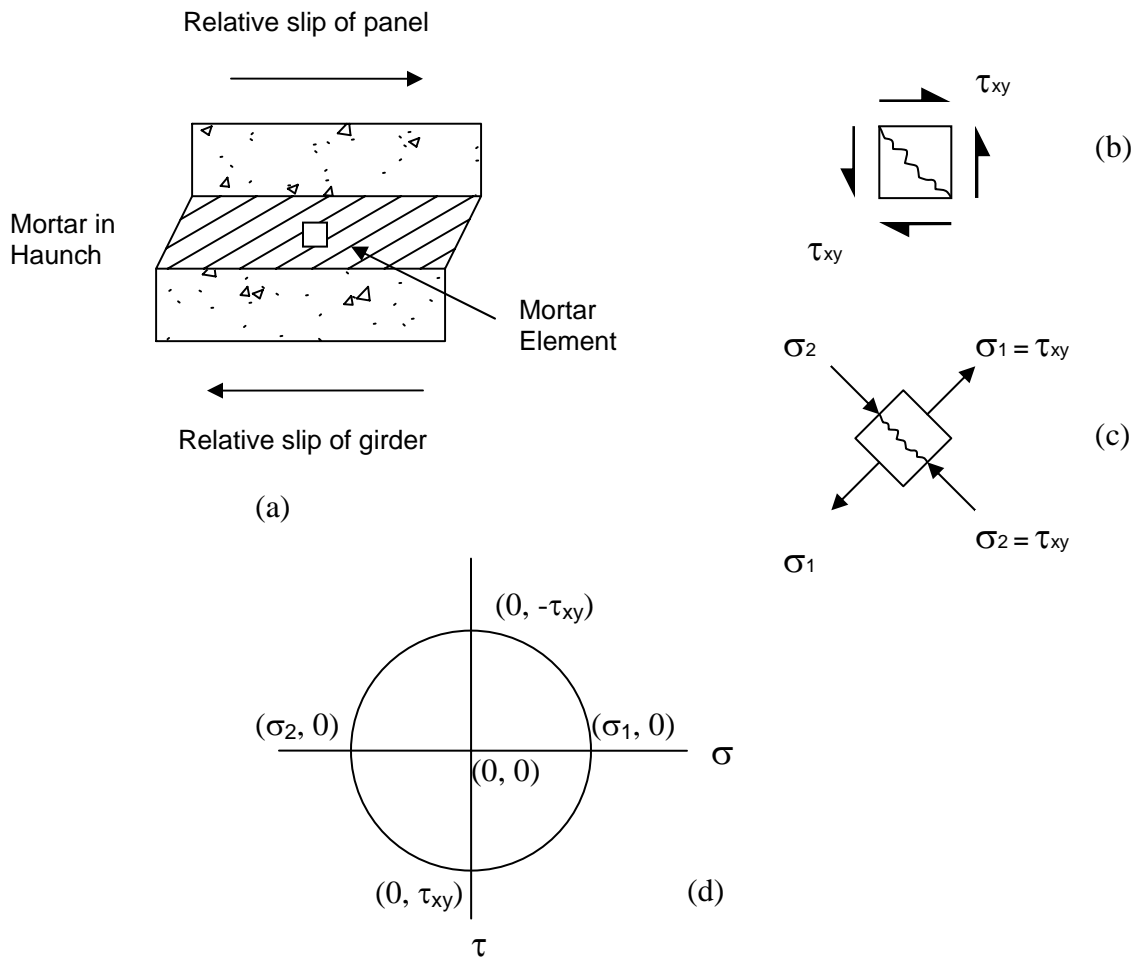 Relative slip of panel
τxy
(b)
τxy
Mortar in
Haunch
Mortar
Element
Relative slip of girder
(a)
σ2
σ1 = τxy
(c)
σ1
σ2 = τxy
(0, -τxy)
(σ2, 0)
(σ1, 0)
(0, 0)
σ
(0, τxy)
(d)
τ